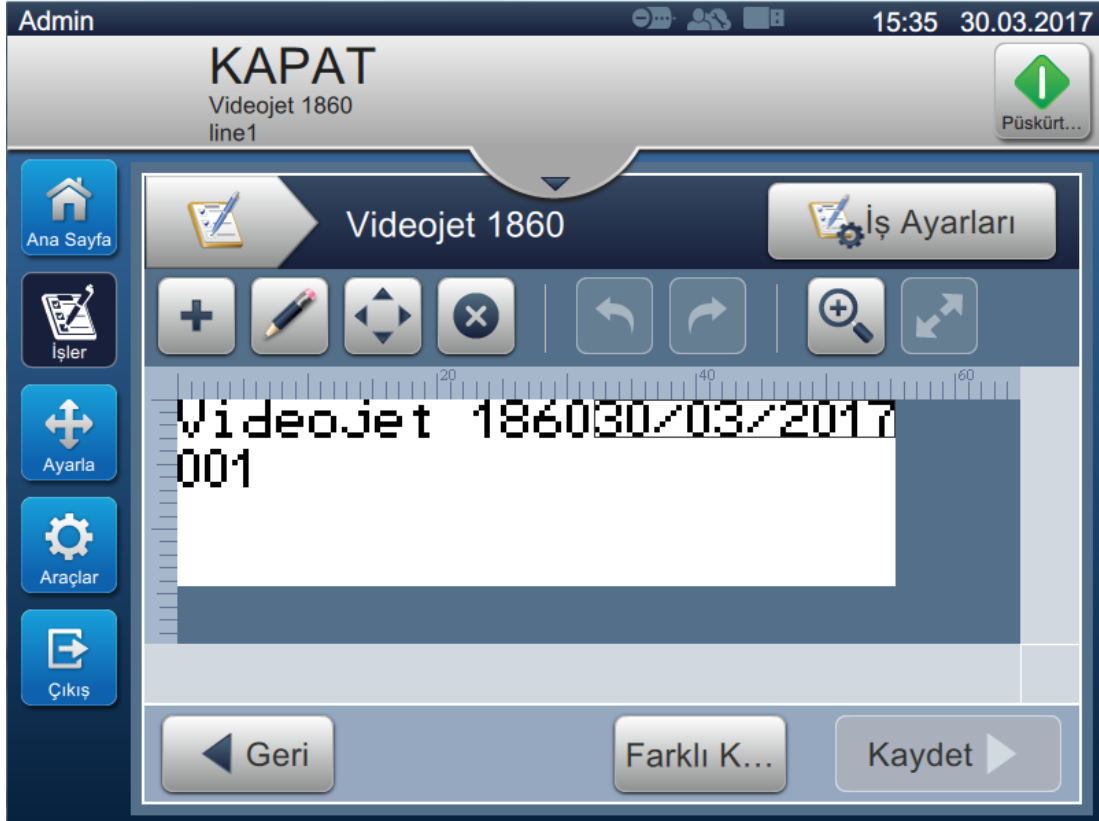 Admin
15:35 30.03.2017
KAPAT
Videojet 1860
line1
Püskürt...
Ana Sayfa
İşler
Ayarla
Araçlar
Çıkış
Videojet 1860
İş Ayarları
20
40
60
Videojet 186030/03/2017
001
Geri
Farklı K...
Kaydet